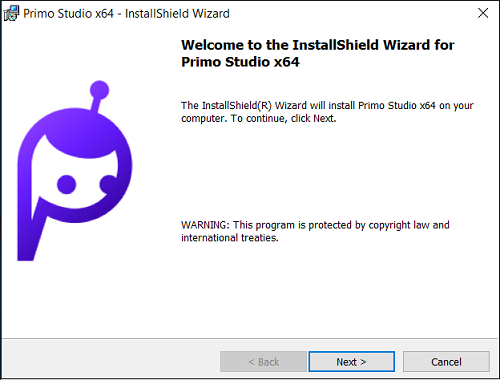 Primo Studio x64 - InstallShield Wizard
Welcome to the InstallShield Wizard for
Primo Studio x64
The InstallShield(R) Wizard will install Primo Studio x64 on your
computer. To continue, click Next.
WARNING: This program is protected by copyright law and
international treaties.
< Back
Next >
Cancel